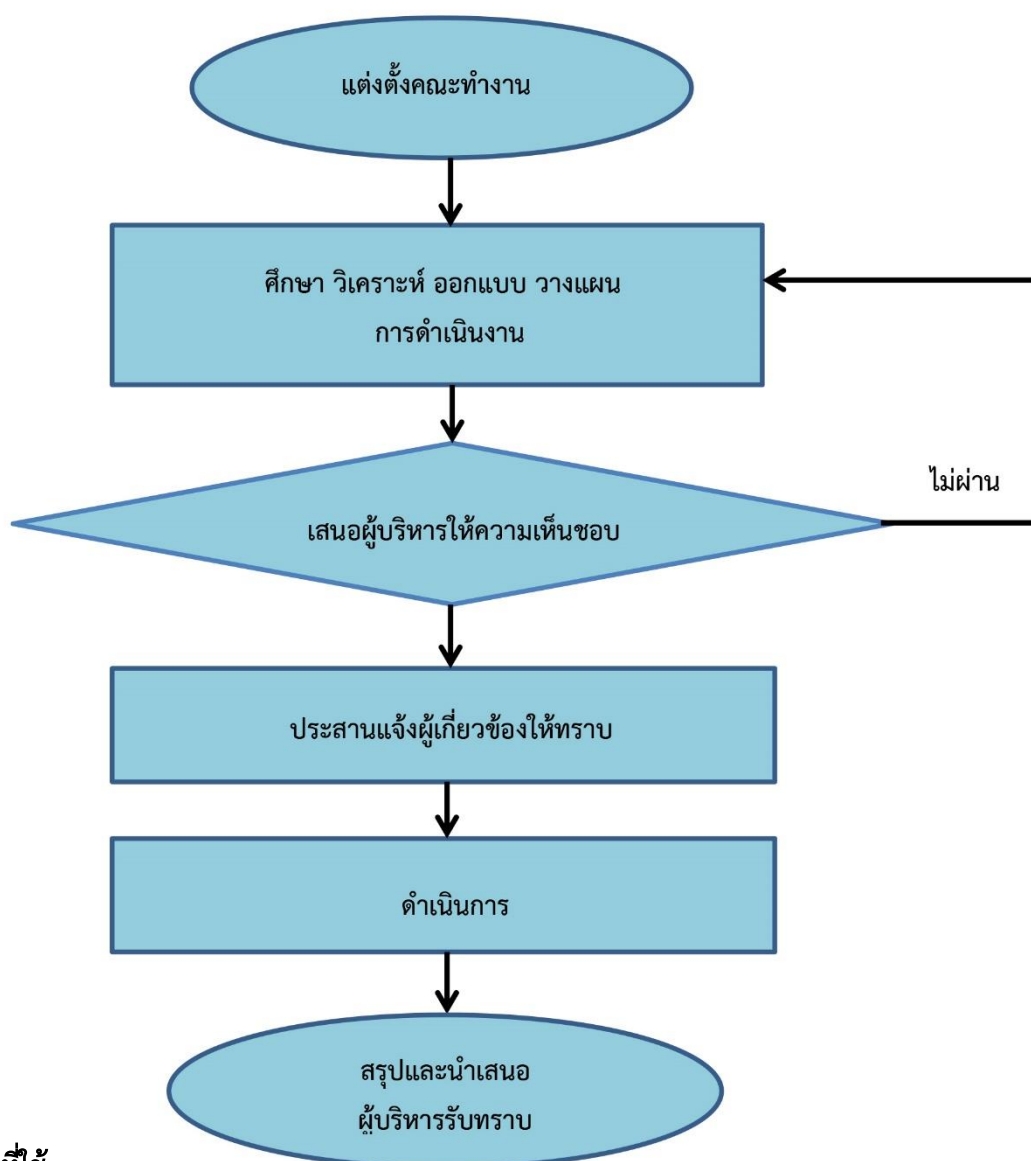 แต่งตั้งคณะทำงาน
ศึกษา วิเคราะห์ ออกแบบ วางแผน
การดำเนินงาน
ไม่ผ่าน
เสนอผู้บริหารให้ความเห็นชอบ
ประสานแจ้งผู้เกี่ยวข้องให้ทราบ
ดำเนินการ
สรุปและนำเสนอ
ผู้บริหารรับทราบ
ที่ใช้